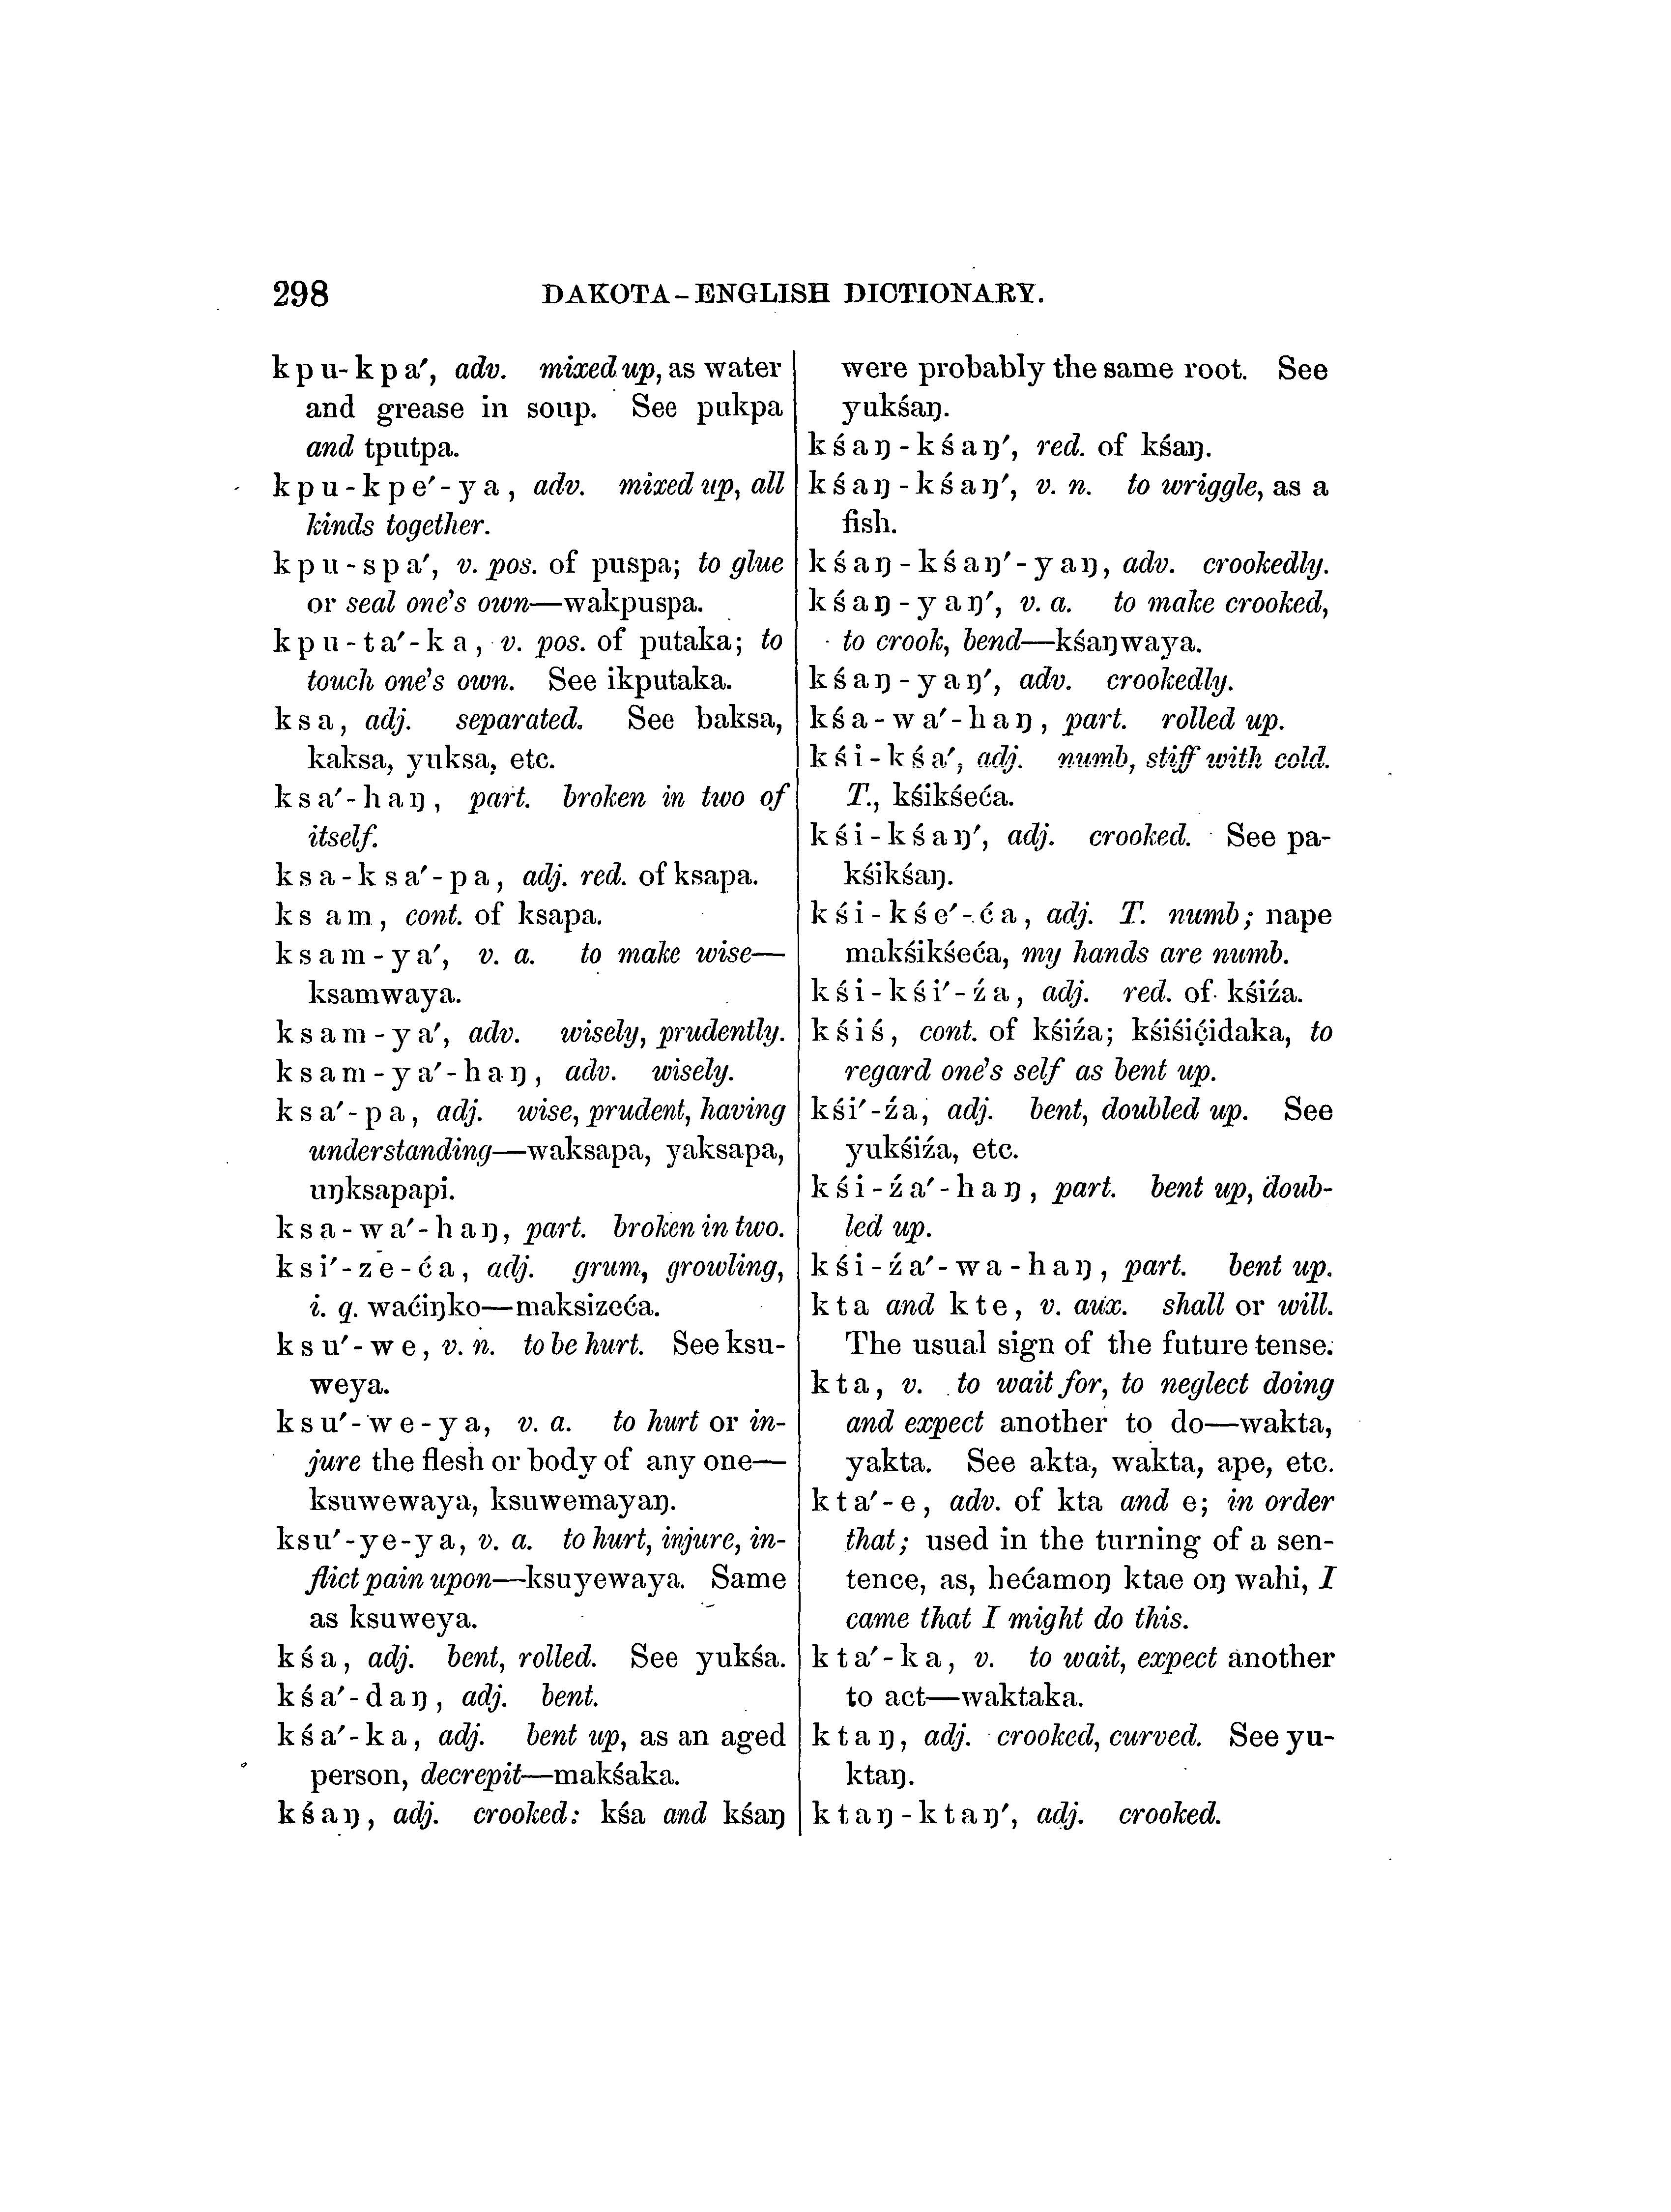 298 DAKOTA-ENGLISH DICTIONARY.
kpu-kpa′, adv. mixed up, as water
and grease in soup. See pukpa
and tputpa.
kpu-kpe′-ya, adv. mixed up, all
kinds together.
kpu-spa′, v. pos. of puspa; to glue
or seal one's own—wakpuspa.
kpu-ta′-ka, v. pos. of putaka; to
touch one's own. See ikputaka.
ksa, adj. separated. See baksa,
kaksa, yuksa, etc.
ksa′-haŋ, part. broken in two of
itself.
ksa-ksa′-pa, adj. red. of ksapa.
ksam, cont. of ksapa.
ksam-ya′, v. a. to make wise—
ksamwaya.
ksam-ya′, adv. wisely, prudently.
ksam-ya′-haŋ, adv. wisely.
ksa′-pa, adj. wise, prudent, having
understanding—waksapa, yaksapa,
uŋksapapi.
ksa-wa′-haŋ, part. broken in two.
ksi′-ze-ća, adj. grum, growling,
i. q. waćiŋko—maksizeća.
ksu′-we, v. n. to be hurt. See ksu-
weya.
ksu′-we-ya, v. a. to hurt or in-
jure the flesh or body of any one—
ksuwewaya, ksuwemayaŋ.
ksu′-ye-ya, v. a. to hurt, injure, in-
flict pain upon—ksuyewaya. Same
as ksuweya.
kśa, adj. bent, rolled. See yukśa.
kśa′-daŋ, adj. bent.
kśa′-ka, adj. bent up, as an aged
person, decrepit—makśaka.
kśaŋ, adj. crooked: kśa and kśaŋ
were probably the same root. See
yukśaŋ.
kśaŋ-kśaŋ′, red. of kśaŋ.
kśaŋ-kśaŋ′, v. n. to wriggle, as a
fish.
kśaŋ-kśaŋ′-yaŋ, adv. crookedly.
kśaŋ-yaŋ′, v. a. to make crooked,
to crook, bend—kśaŋwaya.
kśaŋ-yaŋ′, adv. crookedly.
kśa-wa′-haŋ, part. rolled up.
kśi-kśa′, adj. numb, stiff with cold.
T., kśikśeća.
kśi-kśaŋ′, adj. crooked. See pa-
kśikśaŋ.
kśi-kśe′-ća, adj. T. numb; nape
makśikśeća, my hands are numb.
kśi-kśi′-źa, adj. red. of kśiźa.
kśiś, cont. of kśiźa; kśiśiç̇idaka, to
regard one's self as bent up.
kśi′-źa, adj. bent, doubled up. See
yukśiźa, etc.
kśi-źa′-haŋ, part. bent up, doub-
led up.
kśi-źa′-wa-haŋ, part. bent up.
kta and kte, v. aux. shall or will.
The usual sign of the future tense.
kta, v. to wait for, to neglect doing
and expect another to do—wakta,
yakta. See akta, wakta, ape, etc.
kta′-e, adv. of kta and e; in order
that; used in the turning of a sen-
tence, as, hećamoŋ ktae oŋ wahi, I
came that I might do this.
kta′-ka, v. to wait, expect another
to act—waktaka.
ktaŋ, adj. crooked, curved. See yu-
ktaŋ.
ktaŋ-ktaŋ′, adj. crooked.